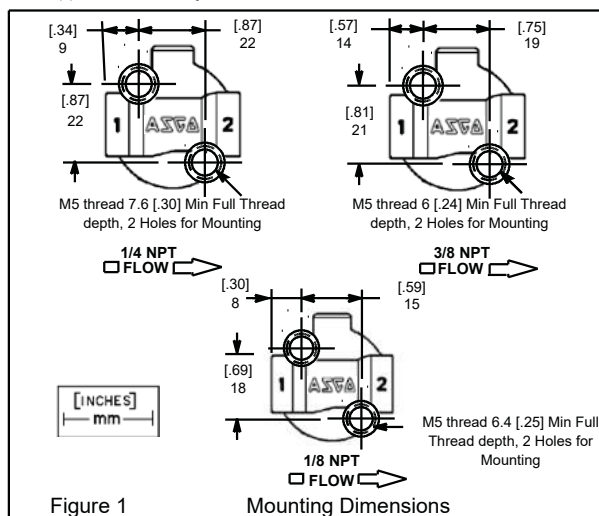 [.34]
9
[.87]
22
[.87]
22
1 ASCO 2
M5 thread 7.6 [.30] Min Full Thread
depth, 2 Holes for Mounting
1/4 NPT
FLOW
[.57]
14
[.75]
19
[.81]
21
1 ASCO 2
M5 thread 6 [.24] Min Full Thread
depth, 2 Holes for Mounting
3/8 NPT
FLOW
[.30]
8
[.59]
15
[.69]
18
1 ASCO 2
M5 thread 6.4 [.25] Min Full
Thread depth, 2 Holes for
Mounting
1/8 NPT
FLOW
[INCHES]
mm
Figure 1 Mounting Dimensions